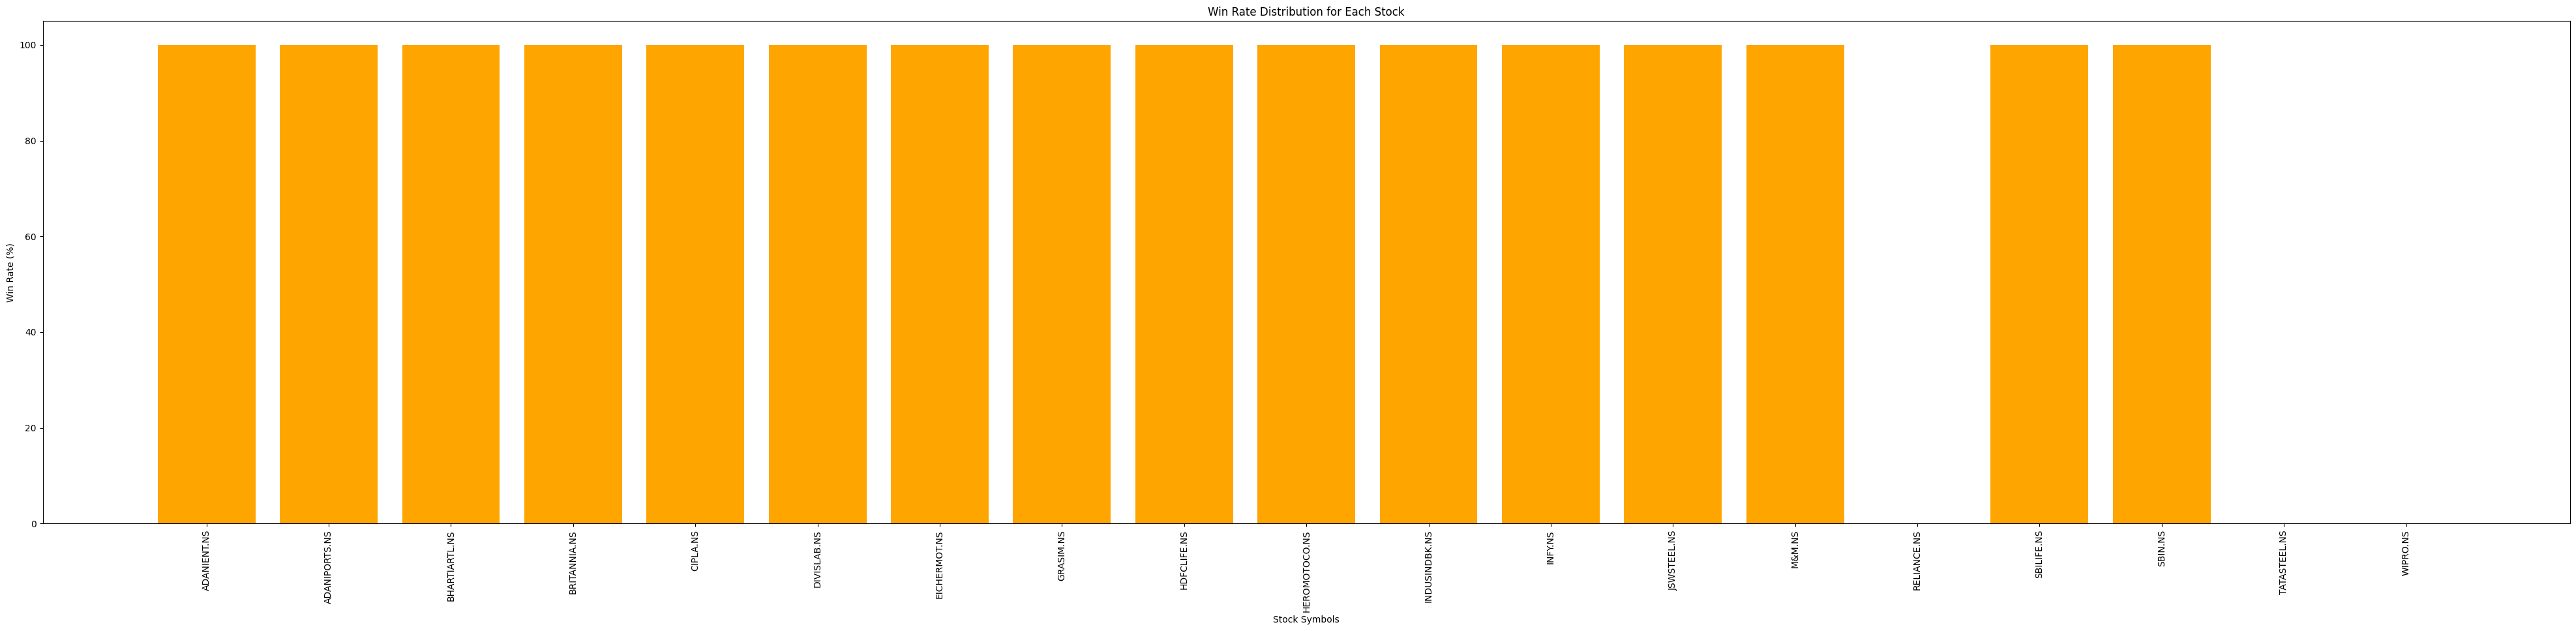 Win Rate Distribution for Each Stock
Win Rate (%)
100
80
60
40
20
0
ADANIENT.NS
ADANIPORTS.NS
BHARTIARTL.NS
BRITANNIA.NS
CIPLA.NS
DIVISLAB.NS
EICHERMOT.NS
GRASIM.NS
HDFCLIFE.NS
HEROMOTOCO.NS
INDUSINDBK.NS
INFY.NS
JSWSTEEL.NS
M&M.NS
RELIANCE.NS
SBILIFE.NS
SBIN.NS
TATASTEEL.NS
WIPRO.NS
Stock Symbols